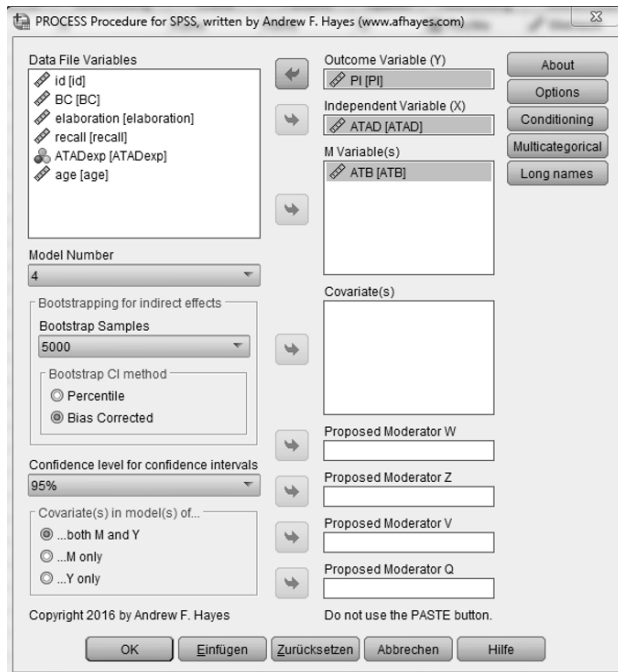 PROCESS Procedure for SPSS, written by Andrew F. Hayes (www.afhayes.com)
Data File Variables
id [id]
BC [BC]
elaboration [elaboration]
recall [recall]
ATADexp [ATADexp]
age [age]
Model Number
4
Bootstrapping for indirect effects
Bootstrap Samples
5000
Bootstrap CI method
Percentile
Bias Corrected
Confidence level for confidence intervals
95%
Covariate(s) in model(s) of...
...both M and Y
...M only
...Y only
Copyright 2016 by Andrew F. Hayes
Outcome Variable (Y)
PI [PI]
Independent Variable (X)
ATAD [ATAD]
M Variable(s)
ATB [ATB]
Covariate(s)
Proposed Moderator W
Proposed Moderator Z
Proposed Moderator V
Proposed Moderator Q
Do not use the PASTE button.
About
Options
Conditioning
Multicategorical
Long names
OK
Einfügen
Zurücksetzen
Abbrechen
Hilfe